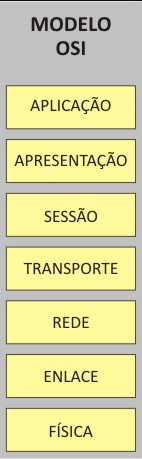 MODELO
OSI
APLICAÇÃO
APRESENTAÇÃO
SESSÃO
TRANSPORTE
REDE
ENLACE
FÍSICA